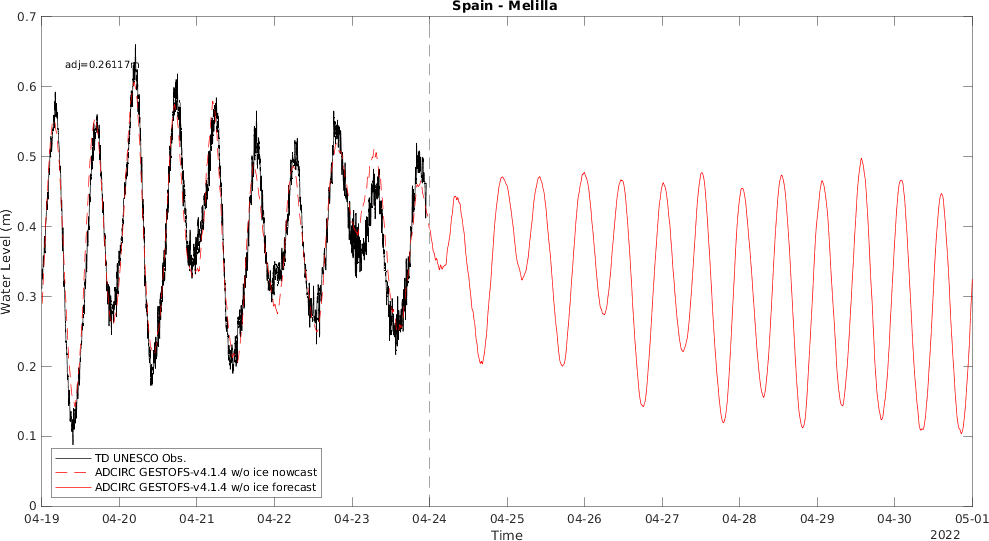 Spain - Melilla
adj=0.26117m
Water Level (m)
0.7
0.6
0.5
0.4
0.3
0.2
0.1
0
TD UNESCO Obs.
ADCIRC GESTOFS-v4.1.4 w/o ice nowcast
ADCIRC GESTOFS-v4.1.4 w/o ice forecast
04-19 04-20 04-21 04-22 04-23 04-24 04-25 04-26 04-27 04-28 04-29 04-30 05-01
Time
2022